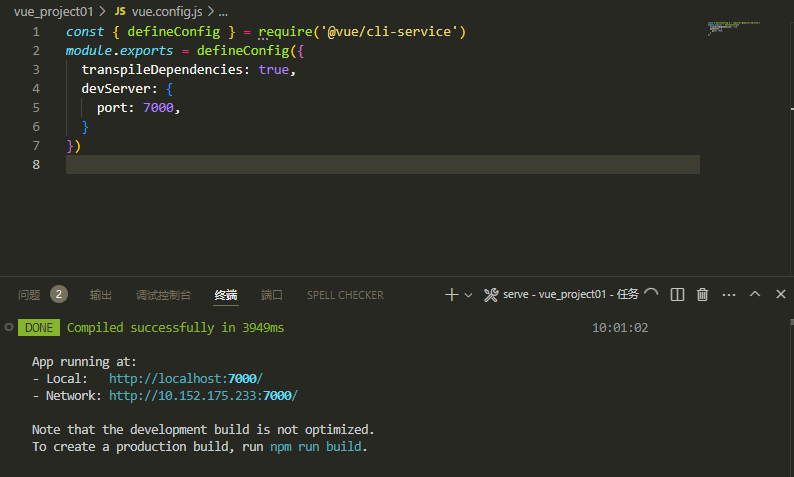 vue_project01 > JS vue.config.js > ...
1 const { defineConfig } = require('@vue/cli-service')
2 module.exports = defineConfig({
3 transpileDependencies: true,
4 devServer: {
5 port: 7000,
6 }
7 })
8
问题 2 输出 调试控制台 终端 端口 SPELL CHECKER serve - vue_project01 - 任务
DONE Compiled successfully in 3949ms 10:01:02
App running at:
- Local: http://localhost:7000/
- Network: http://10.152.175.233:7000/
Note that the development build is not optimized.
To create a production build, run npm run build.